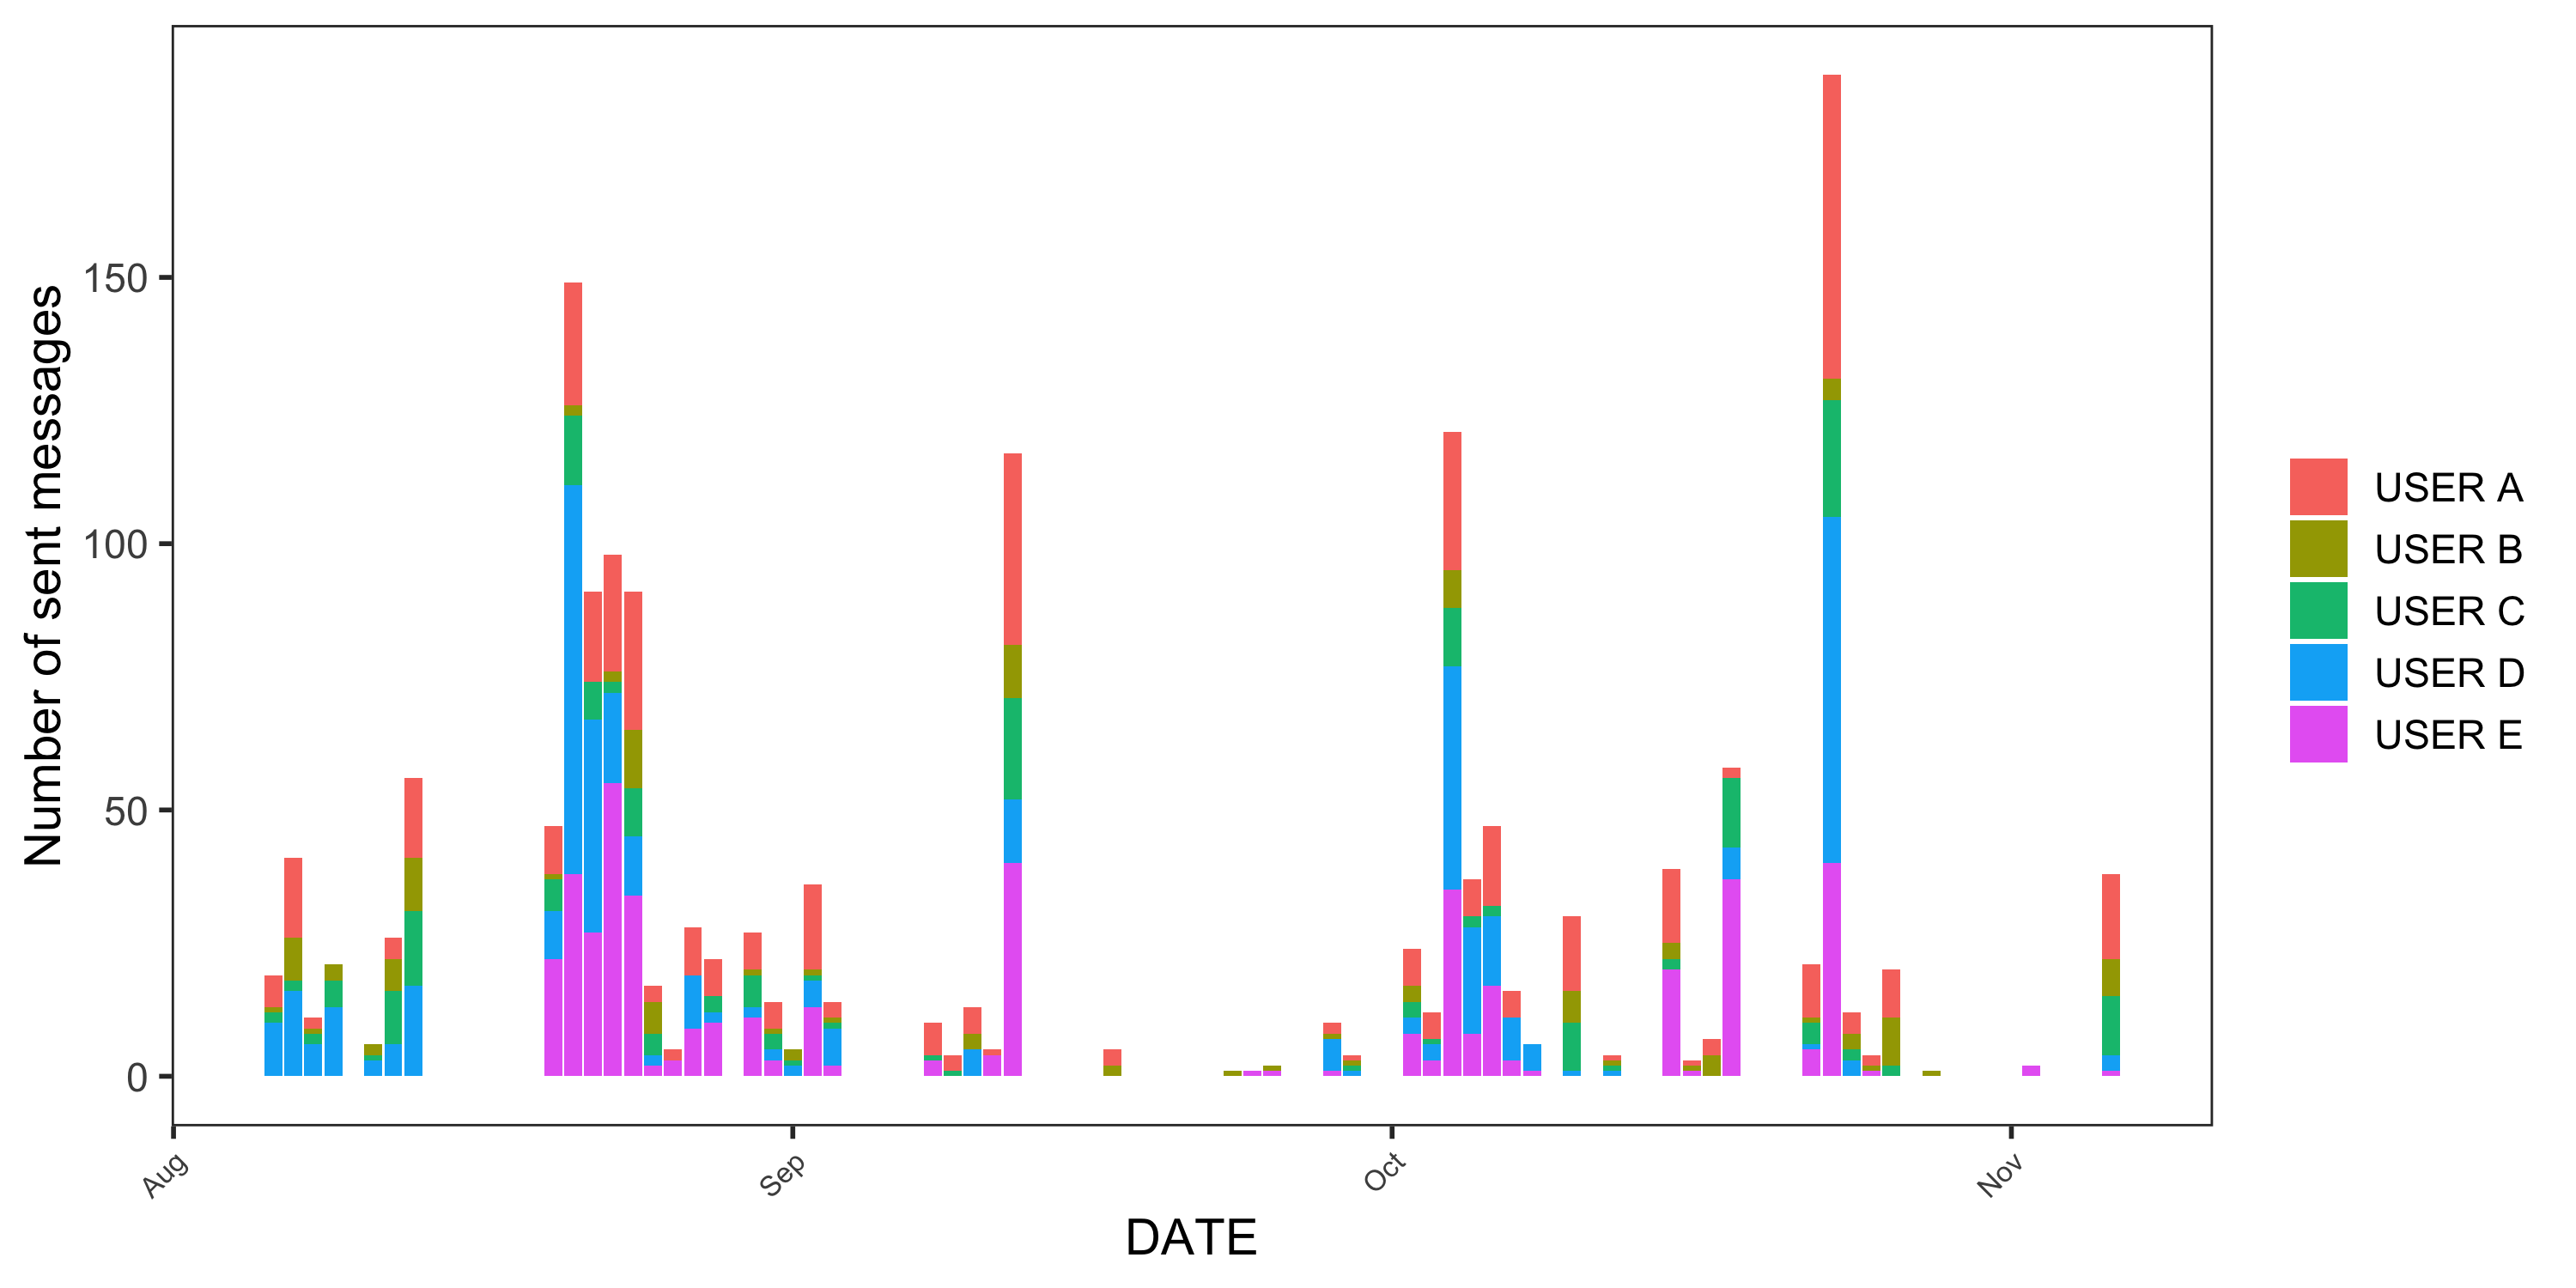 Number of sent messages
150
100
50
0
Aug
Sep
Oct
Nov
DATE
USER A
USER B
USER C
USER D
USER E